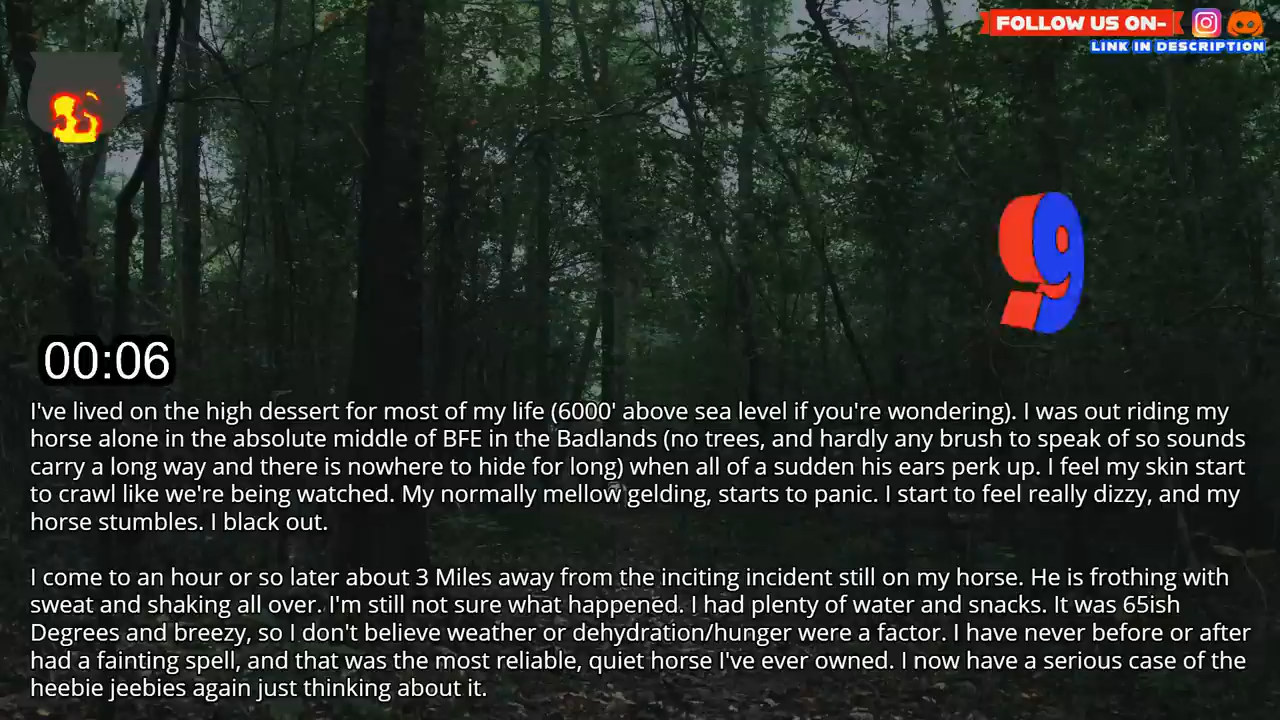 FOLLOW US ON-
LINK IN DESCRIPTION
9
00:06
I've lived on the high dessert for most of my life (6000' above sea level if you're wondering). I was out riding my
horse alone in the absolute middle of BFE in the Badlands (no trees, and hardly any brush to speak of so sounds
carry a long way and there is nowhere to hide for long) when all of a sudden his ears perk up. I feel my skin start
to crawl like we're being watched. My normally mellow gelding, starts to panic. I start to feel really dizzy, and my
horse stumbles. I black out.
I come to an hour or so later about 3 Miles away from the inciting incident still on my horse. He is frothing with
sweat and shaking all over. I'm still not sure what happened. I had plenty of water and snacks. It was 65ish
Degrees and breezy, so I don't believe weather or dehydration/hunger were a factor. I have never before or after
had a fainting spell, and that was the most reliable, quiet horse I've ever owned. I now have a serious case of the
heebie jeebies again just thinking about it.